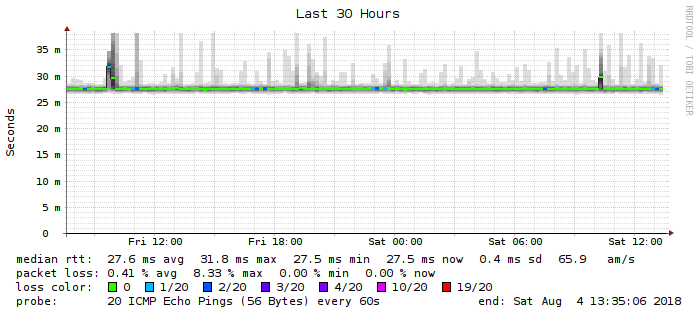 Last 30 Hours
RRDTOOL / TOBI OETIKER
Seconds
35 m
30 m
25 m
20 m
15 m
10 m
5 m
0
Fri 12:00 Fri 18:00 Sat 00:00 Sat 06:00 Sat 12:00
median rtt: 27.6 ms avg 31.8 ms max 27.5 ms min 27.5 ms now 0.4 ms sd 65.9 am/s
packet loss: 0.41 % avg 8.33 % max 0.00 % min 0.00 % now
loss color: 0 1/20 2/20 3/20 4/20 10/20 19/20
probe: 20 ICMP Echo Pings (56 Bytes) every 60s end: Sat Aug 4 13:35:06 2018